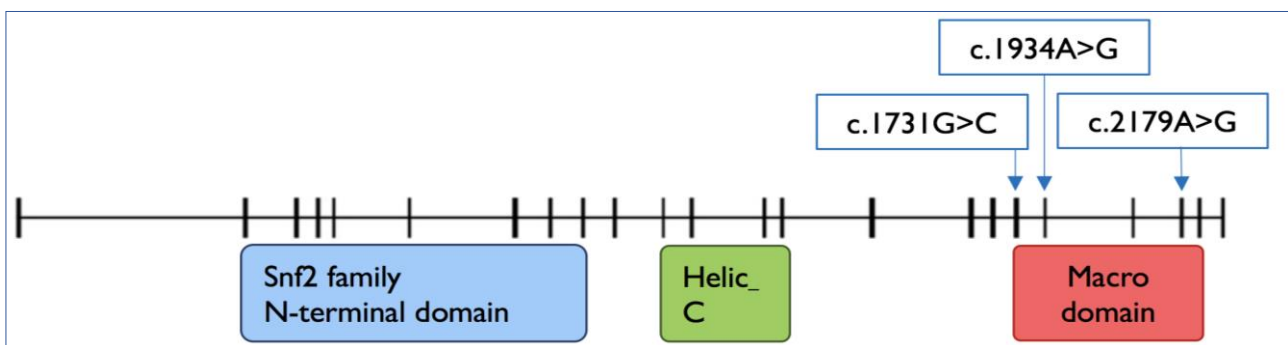 c.1934A>G
c.1731G>C
c.2179A>G
Snf2 family
N-terminal domain
Helic_
C
Macro
domain